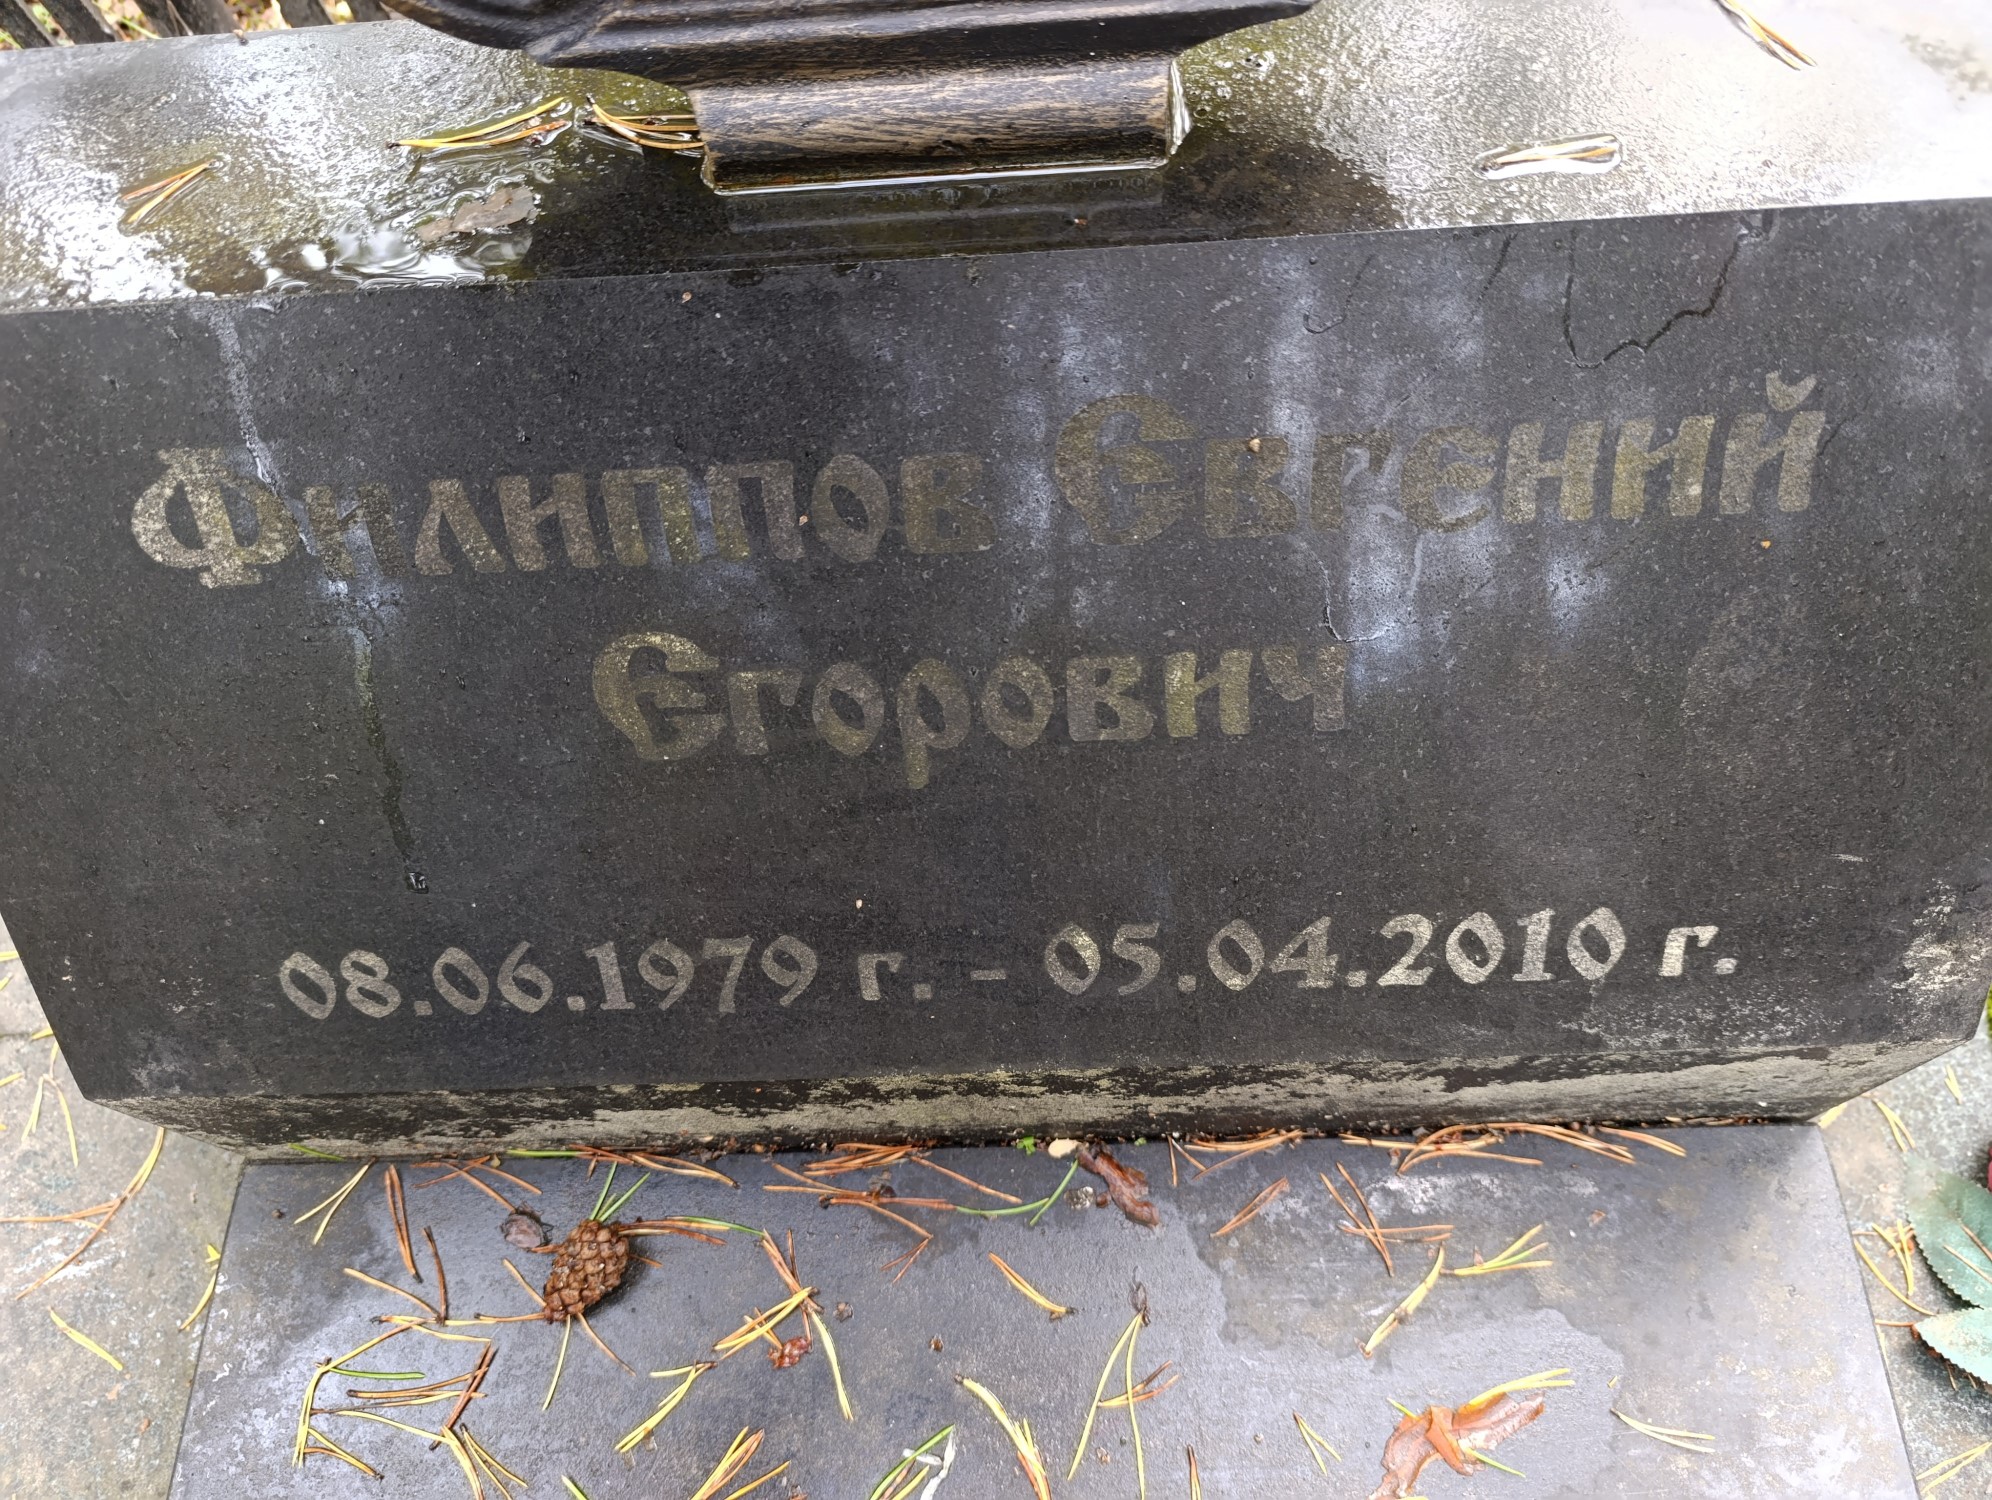 Филиппов Евгений
Егорович
08.06.1979 г. - 05.04.2010 г.